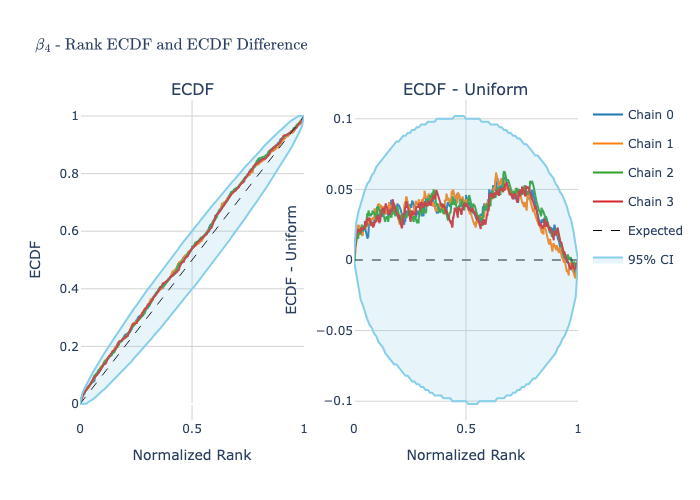 β₄ - Rank ECDF and ECDF Difference
ECDF
ECDF - Uniform
1
0.8
0.6
0.4
0.2
0
0
0.5
1
ECDF
Normalized Rank
0.1
0.05
0
−0.05
−0.1
0
0.5
1
ECDF - Uniform
Normalized Rank
Chain 0
Chain 1
Chain 2
Chain 3
Expected
95% CI